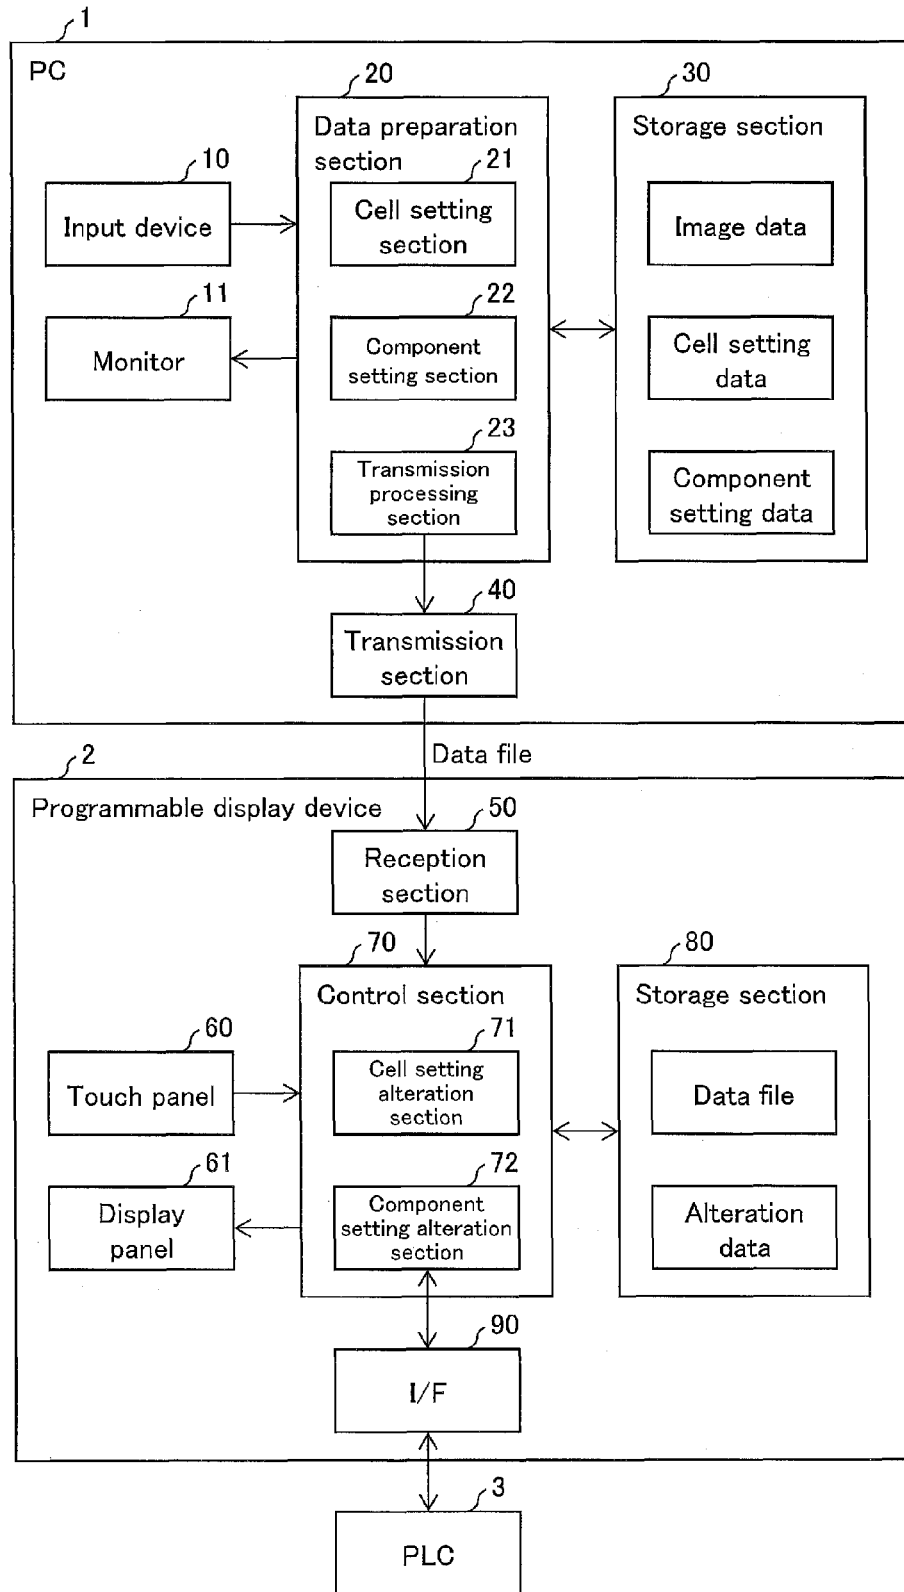 1
PC
20
30
Data preparation
section
Storage section
10
21
Input device
Cell setting
section
Image data
11
22
Monitor
Component
setting section
Cell setting
data
23
Transmission
processing
section
Component
setting data
40
Transmission
section
Data file
2
Programmable display device
50
Reception
section
70
80
Control section
Storage section
60
71
Touch panel
Cell setting
alteration
section
Data file
61
72
Display
panel
Component
setting alteration
section
Alteration
data
90
I/F
3
PLC